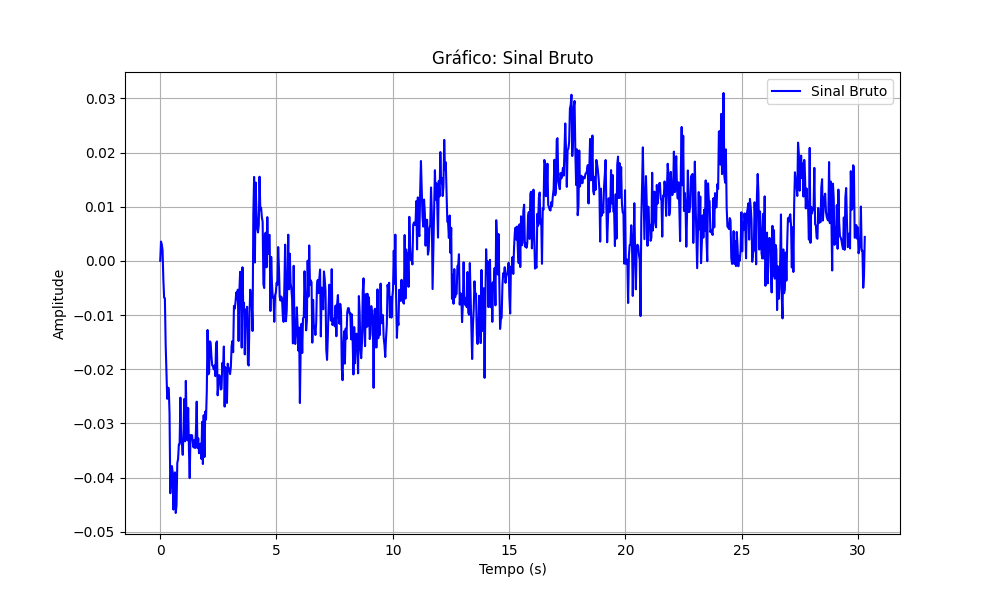 Gráfico: Sinal Bruto
Sinal Bruto
Amplitude
0.03
0.02
0.01
0.00
−0.01
−0.02
−0.03
−0.04
−0.05
0 5 10 15 20 25 30
Tempo (s)